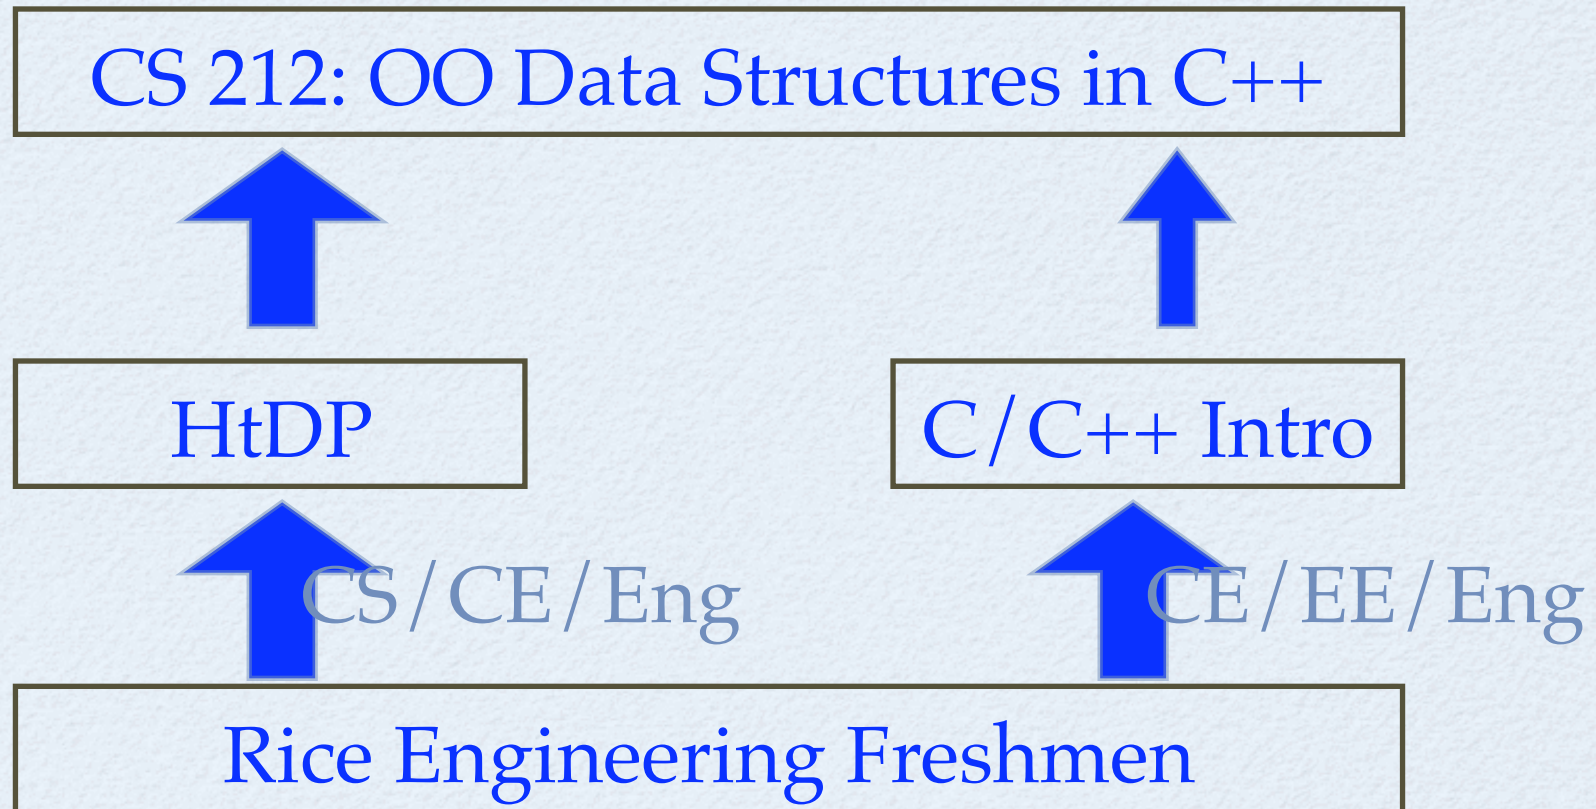 CS 212: OO Data Structures in C++
HtDP
C/C++ Intro
CS/CE/Eng
CE/EE/Eng
Rice Engineering Freshmen